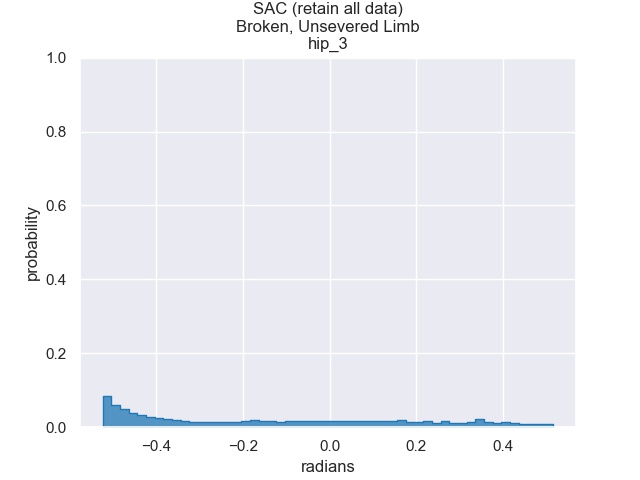 SAC (retain all data)
Broken, Unsevered Limb
hip_3
1.0
0.8
0.6
0.4
0.2
0.0
probability
−0.4
−0.2
0.0
0.2
0.4
radians